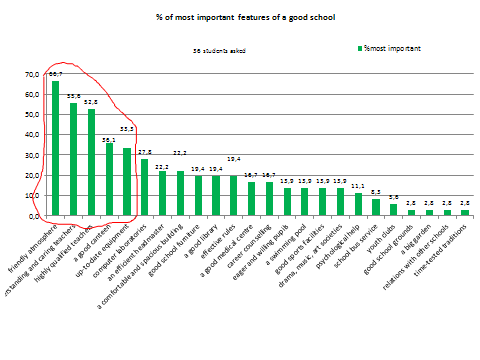 % of most important features of a good school
36 students asked
%most important
70,0
60,0
50,0
40,0
30,0
20,0
10,0
0,0
66,7
55,6
52,8
36,1
33,3
27,8
22,2
22,2
19,4
19,4
19,4
16,7
16,7
13,9
13,9
13,9
13,9
11,1
8,3
5,6
2,8
2,8
2,8
2,8
friendly atmosphere
rstanding and caring teachers
highly qualified teachers
a good canteen
up-to-date equipment
computer laboratories
an efficient headmaster
a comfortable and spacious building
good school furniture
a good library
effective rules
a good medical centre
career counselling
eager and willing pupils
a swimming pool
good sports facilities
drama, music, art societies
psychological help
school bus service
youth clubs
good school grounds
a big garden
relations with other schools
time-tested traditions